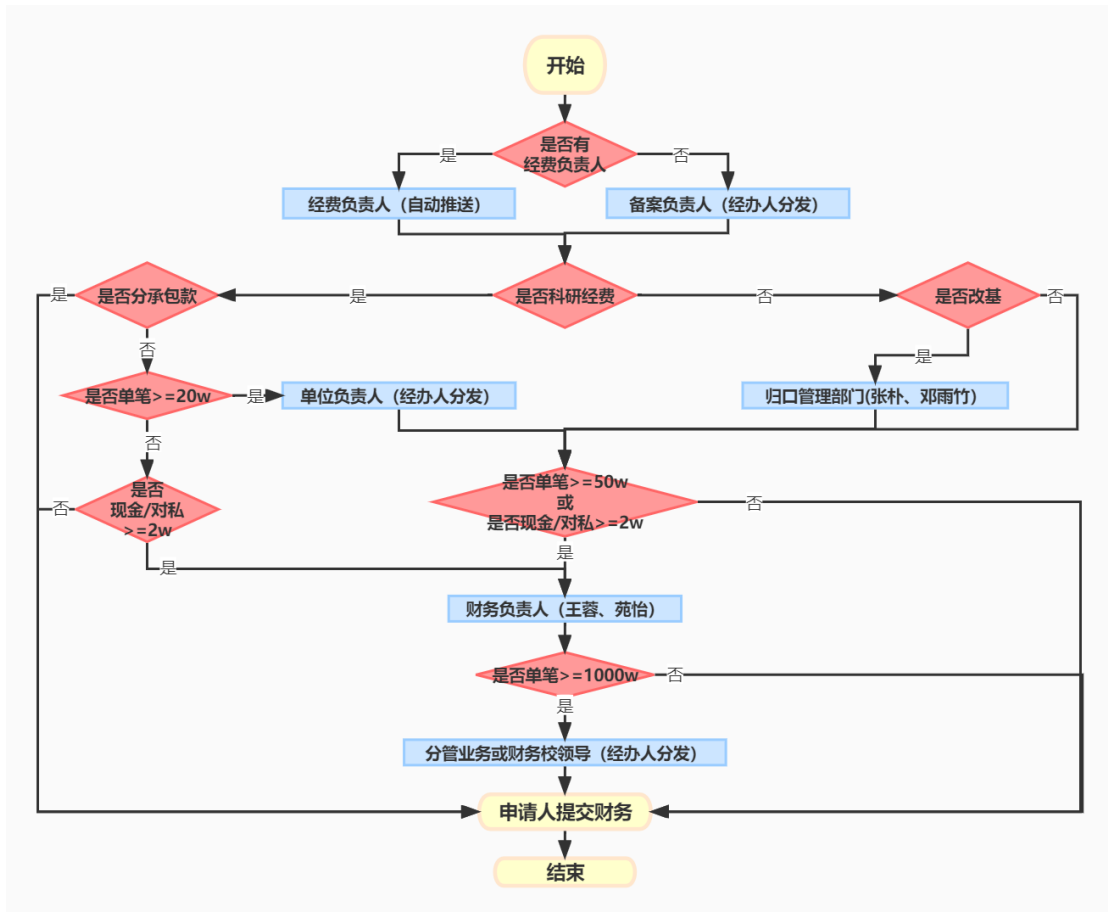 开始
是否有
经费负责人
是
否
经费负责人（自动推送）
备案负责人（经办人分发）
是
是否分承包款
是
是否科研经费
否
是否改基
否
否
是
是否单笔>=20w
是
单位负责人（经办人分发）
归口管理部门(张朴、邓雨竹）
否
是否
现金/对私
>=2w
否
是否单笔>=50w
或
是否现金/对私>=2w
否
是
是
财务负责人（王蓉、苑怡）
是否单笔>=1000w
否
是
分管业务或财务校领导（经办人分发）
申请人提交财务
结束